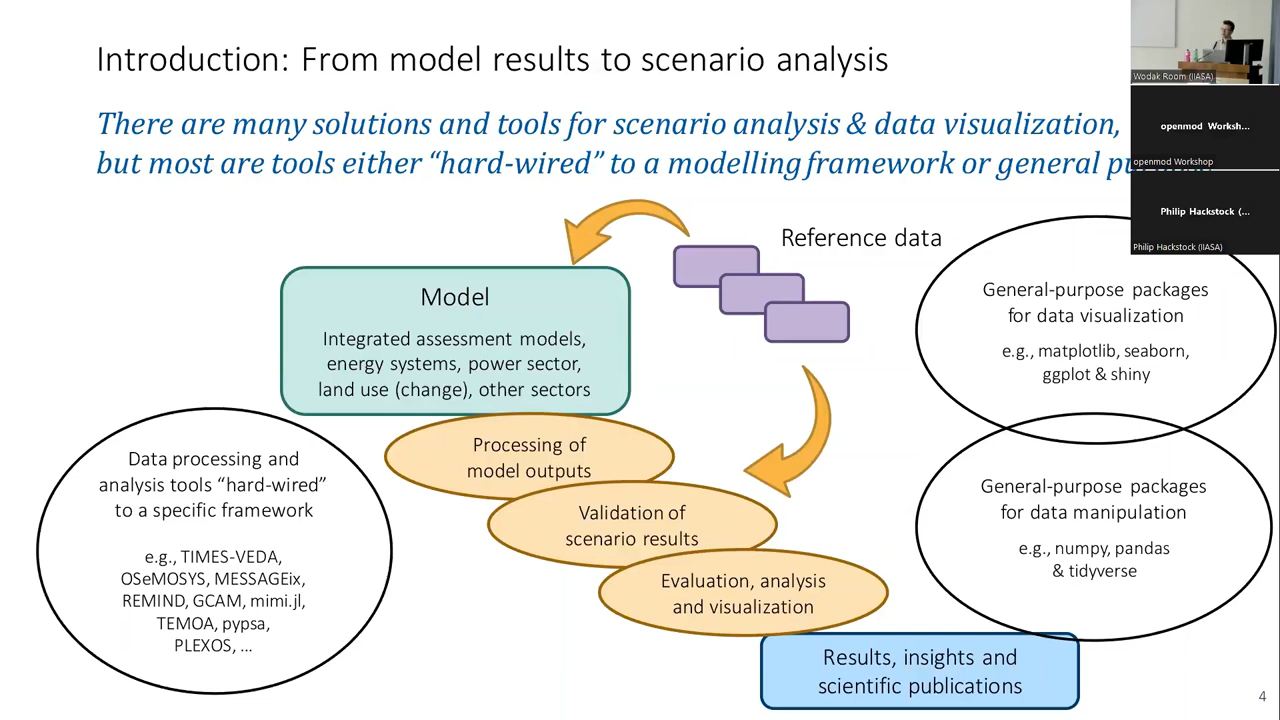 Introduction: From model results to scenario analysis
There are many solutions and tools for scenario analysis & data visualization,
but most are tools either “hard-wired” to a modelling framework or general
Wodak Room (IIASA)
openmod Worksh...
openmod Workshop
Philip Hackstock (...
Philip Hackstock (IIASA)
Reference data
Model
Integrated assessment models,
energy systems, power sector,
land use (change), other sectors
Processing of
model outputs
Validation of
scenario results
Evaluation, analysis
and visualization
Results, insights and
scientific publications
Data processing and
analysis tools “hard-wired”
to a specific framework
e.g., TIMES-VEDA,
OSeMOSYS, MESSAGEix,
REMIND, GCAM, mimi.jl,
TEMOA, pypsa,
PLEXOS, ...
General-purpose packages
for data visualization
e.g., matplotlib, seaborn,
ggplot & shiny
General-purpose packages
for data manipulation
e.g., numpy, pandas
& tidyverse
4